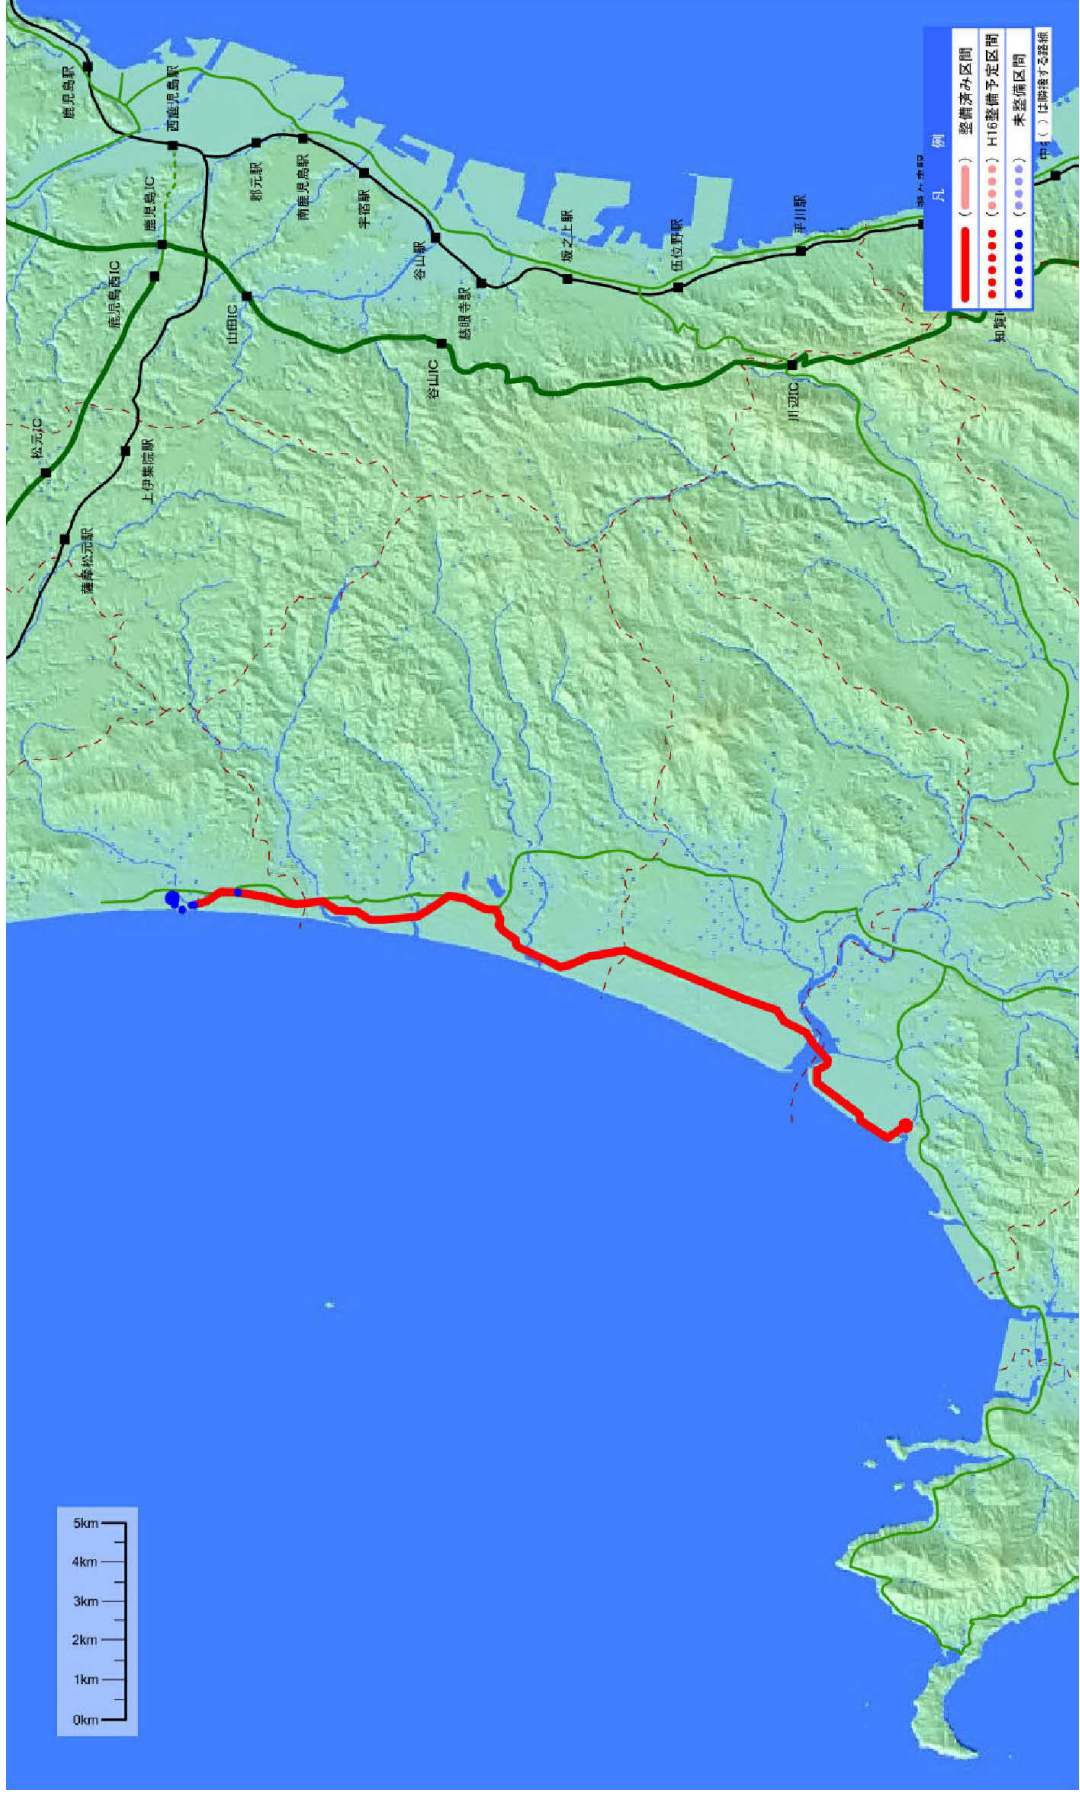 鹿児島駅
西鹿児島駅
鹿児島IC
鹿児島西IC
松元IC
上伊集院駅
薩摩松元駅
郡元駅
南鹿児島駅
宇宿駅
谷山駅
慈眼寺駅
坂之上駅
五位野駅
平川駅
山田IC
谷山IC
川辺IC
知覧I
凡 例
( ) 整備済み区間
( ) H16整備予定区間
( ) 未整備区間
( )は隣接する路線
5km
4km
3km
2km
1km
0km